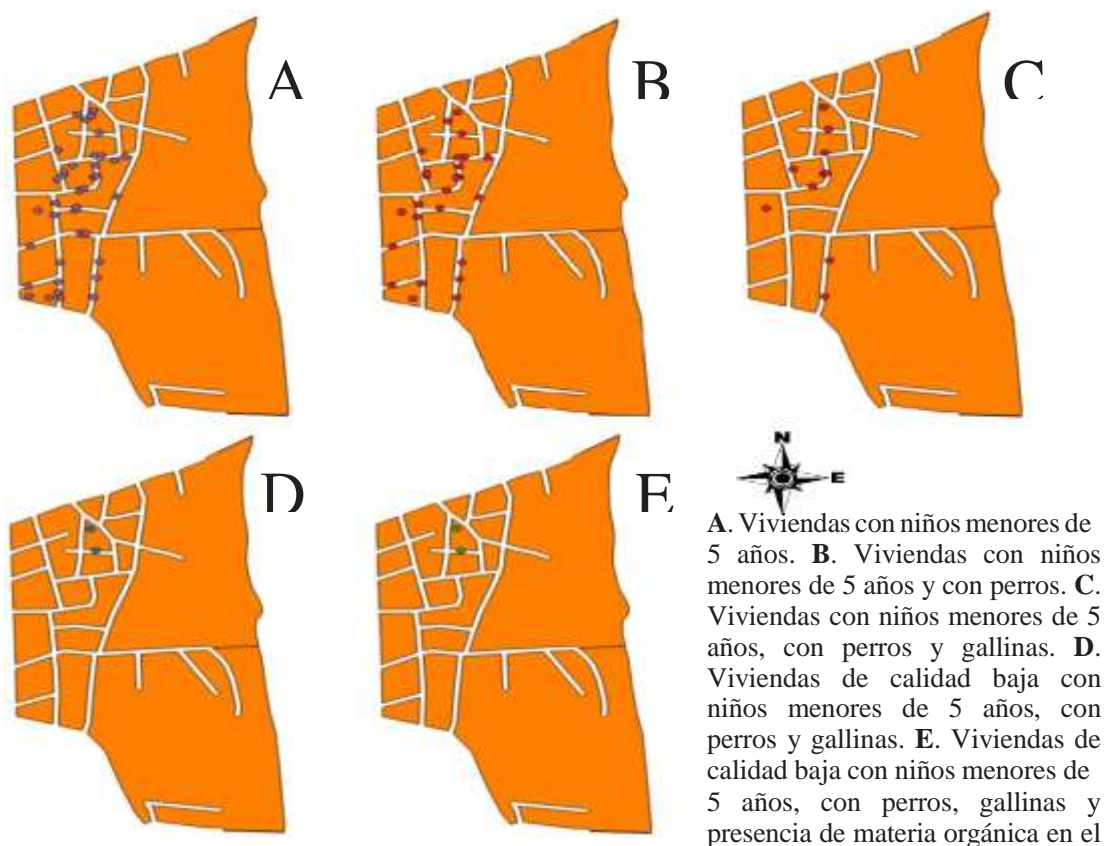 A
B
C
D
E
N
E
A. Viviendas con niños menores de
5 años. B. Viviendas con niños
menores de 5 años y con perros. C.
Viviendas con niños menores de 5
años, con perros y gallinas. D.
Viviendas de calidad baja con
niños menores de 5 años, con
perros y gallinas. E. Viviendas de
calidad baja con niños menores de
5 años, con perros, gallinas y
presencia de materia orgánica en el